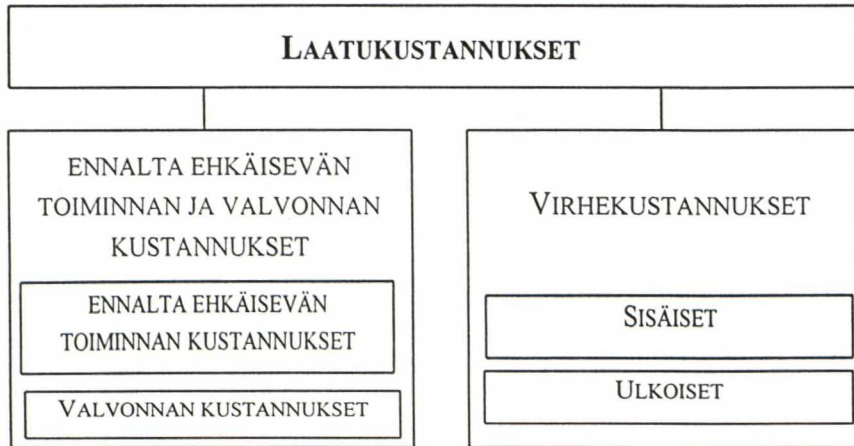 LAATUKUSTANNUKSET
ENNALTA EHKÄISEVÄN
TOIMINNAN JA VALVONNAN
KUSTANNUKSET
ENNALTA EHKÄISEVÄN
TOIMINNAN KUSTANNUKSET
VALVONNAN KUSTANNUKSET
VIRHEKUSTANNUKSET
SISÄISET
ULKOISET